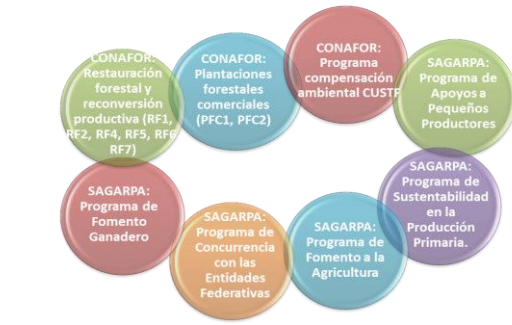 CONAFOR:
Restauración
forestal y
reconversión
productiva (RF1,
RF2, RF4, RF5, RF6
RF7)
CONAFOR:
Plantaciones
forestales
comerciales
(PFC1, PFC2)
CONAFOR:
Programa
compensación
ambiental CUSTF
SAGARPA:
Programa de
Apoyos a
Pequeños
Productores
SAGARPA:
Programa de
Sustentabilidad
en la
Producción
Primaria.
SAGARPA:
Programa de
Fomento a la
Agricultura
SAGARPA:
Programa de
Concurrencia
con las
Entidades
Federativas
SAGARPA:
Programa de
Fomento
Ganadero